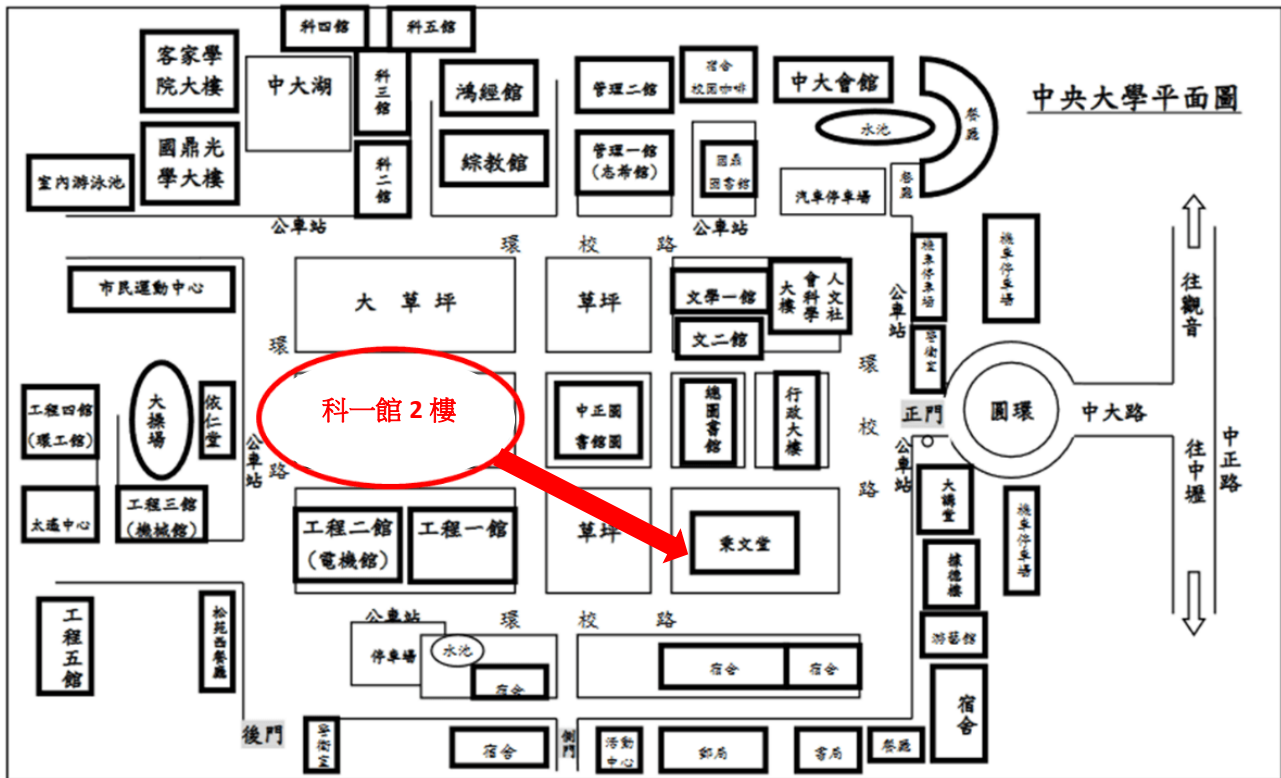 中央大學平面圖
科四館
科五館
客家學
院大樓
中大湖
科三館
鴻經館
管理二館
宿舍
校園咖啡
中大會館
餐廳
水池
國鼎光
學大樓
科二館
綜教館
管理一館
(志希館)
國鼎
圖書館
室內游泳池
汽車停車場
餐廳
公車站
公車站
環 校 路
機車停車場
機車停車場
往觀音
市民運動中心
大 草 坪
草坪
文學一館
文二館
人文社
會科學
大樓
公車站
警衛室
環
路
科一館 2 樓
中正圖
書館圖
總圖書館
行政大樓
環
校
路
正門
圓環
中大路
中正路
往中壢
工程四館
(環工館)
大操場
依仁堂
公車站
公車站
太遙中心
工程三館
(機械館)
工程二館
(電機館)
工程一館
草坪
秉文堂
大講堂
機車停車場
據德樓
工程五館
松苑西餐廳
公車站
環 校 路
停車場
水池
宿舍
宿舍
宿舍
游藝館
宿舍
後門
警衛室
宿舍
側門
活動
中心
郵局
書局
餐廳